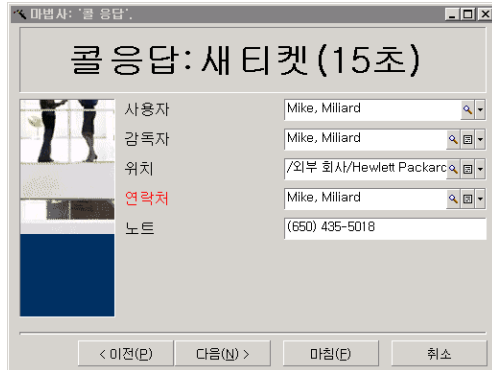 마법사: '콜 응답'.
콜 응답: 새 티켓 (15초)
사용자 Mike, Miliard
감독자 Mike, Miliard
위치 /외부 회사/Hewlett Packarc
연락처 Mike, Miliard
노트 (650) 435-5018
< 이전(P) 다음(N) > 마침(F) 취소